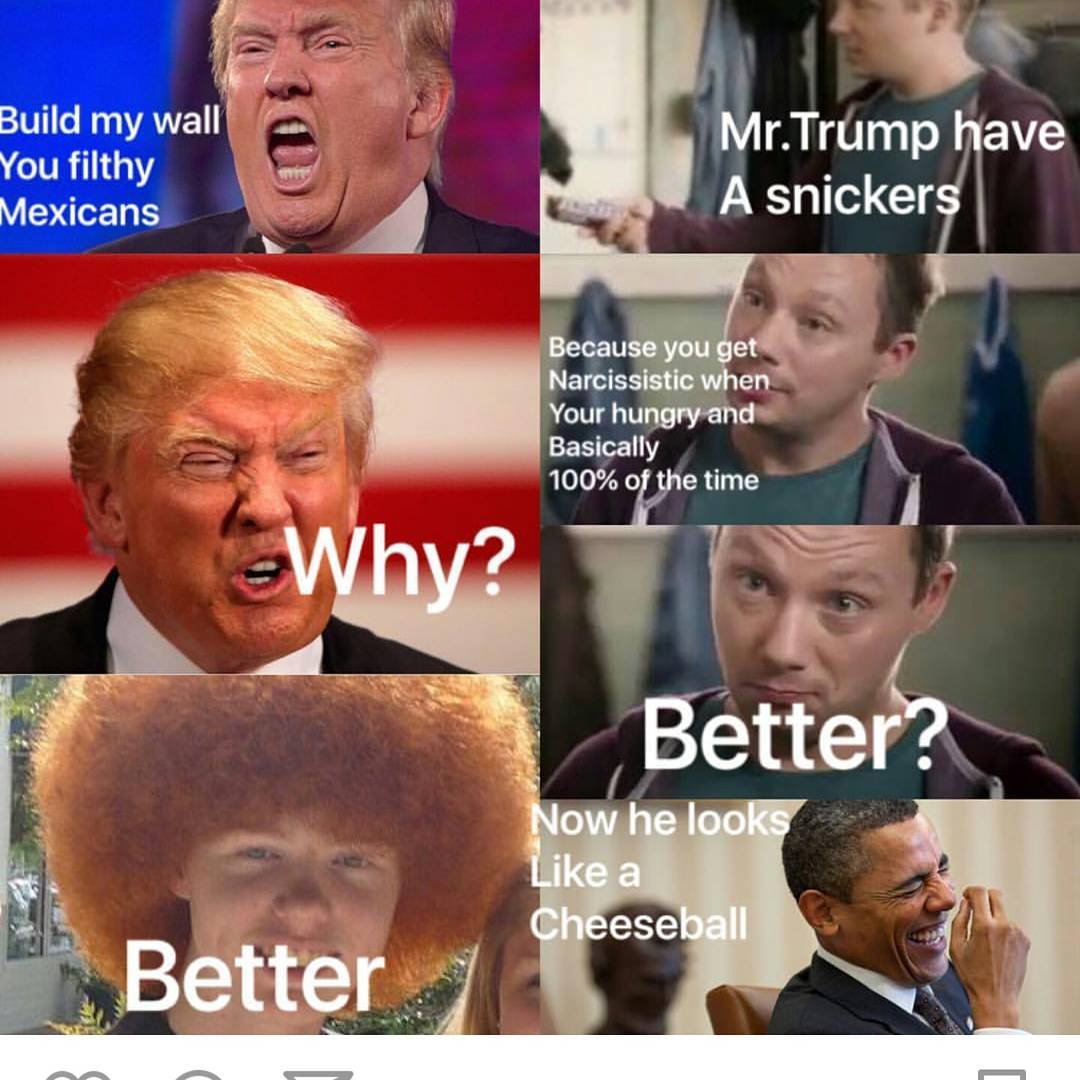 Build my wall
You filthy
Mexicans
Mr.Trump have
A snickers
Why?
Because you get
Narcissistic when
Your hungry and
Basically
100% of the time
Better?
Better
Now he looks
Like a
Cheeseball